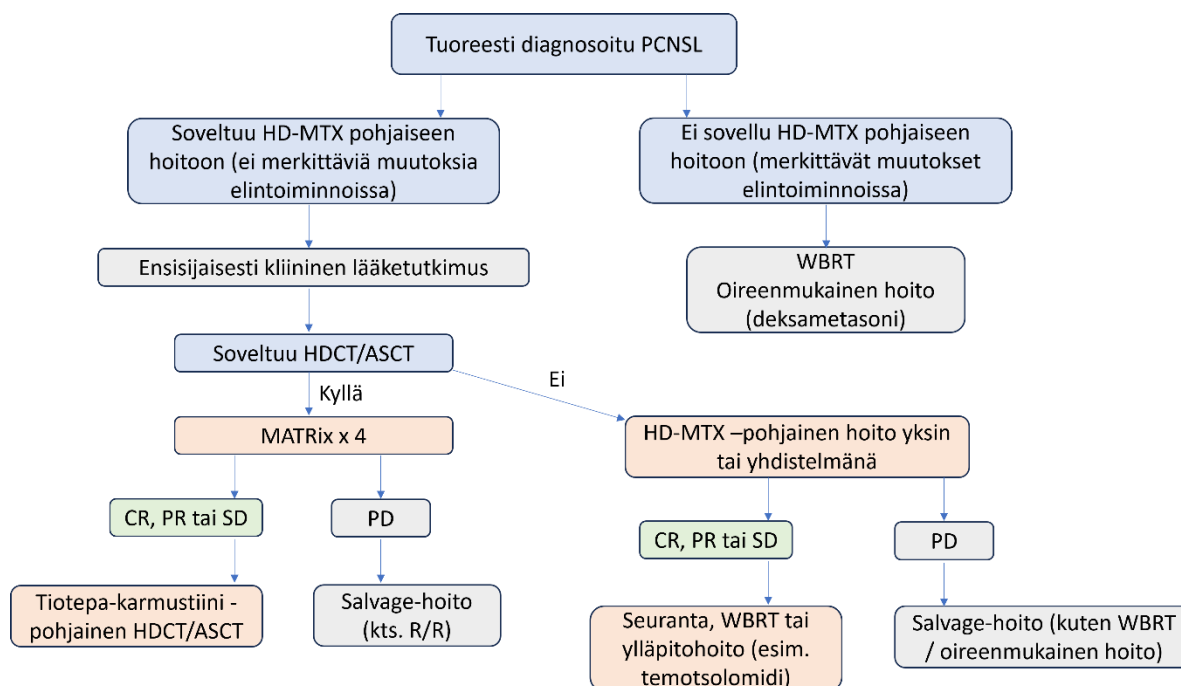 Tuoreesti diagnosoitu PCNSL
Soveltuu HD-MTX pohjaiseen
hoitoon (ei merkittäviä muutoksia
elintoiminnoissa)
Ei sovellu HD-MTX pohjaiseen
hoitoon (merkittävät muutokset
elintoiminnoissa)
Ensisijaisesti kliininen lääketutkimus
WBRT
Oireenmukainen hoito
(deksametasoni)
Soveltuu HDCT/ASCT
Kyllä
Ei
MATRix x 4
HD-MTX –pohjainen hoito yksin
tai yhdistelmänä
CR, PR tai SD
PD
CR, PR tai SD
PD
Tiotepa-karmustiini -
pohjainen HDCT/ASCT
Salvage-hoito
(kts. R/R)
Seuranta, WBRT tai
ylläpitohoito (esim.
temotsolomidi)
Salvage-hoito (kuten WBRT
/ oireenmukainen hoito)